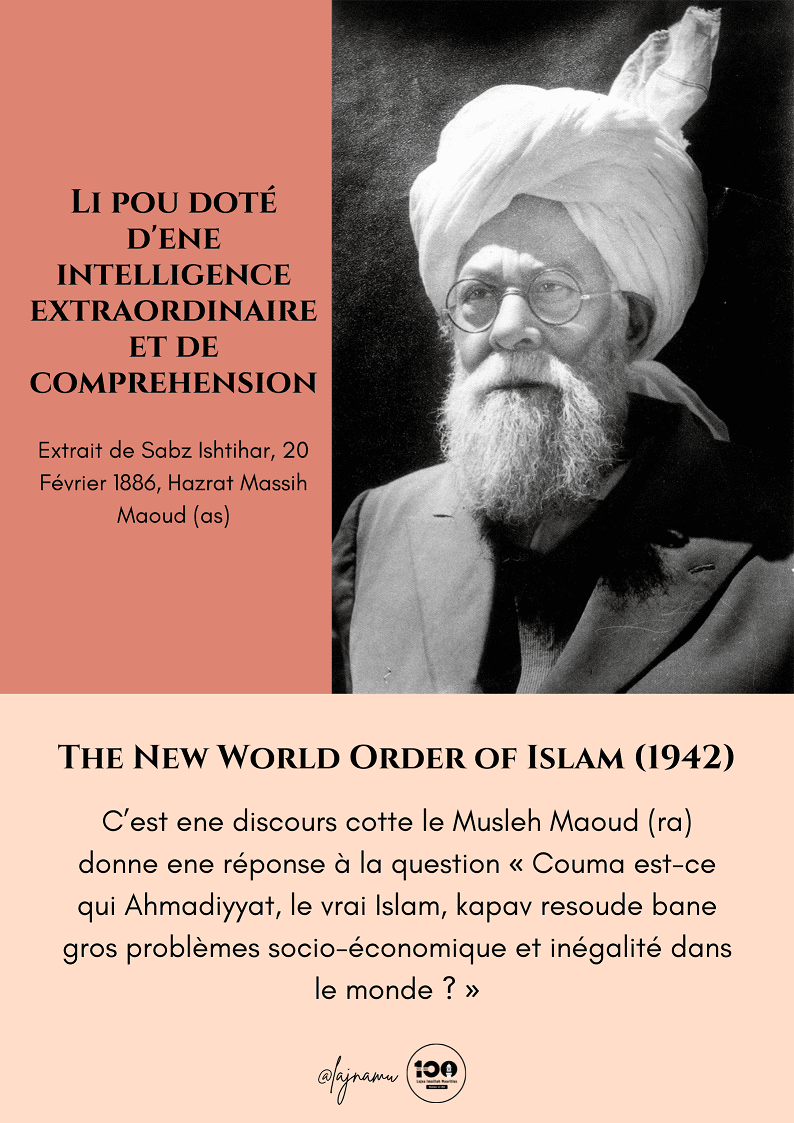 LI POU DOTÉ
D'ENE
INTELLIGENCE
EXTRAORDINAIRE
ET DE
COMPREHENSION
Extrait de Sabz Ishtihar, 20
Février 1886, Hazrat Massih
Maoud (as)
THE NEW WORLD ORDER OF ISLAM (1942)
C'est ene discours cotte le Musleh Maoud (ra)
donne ene réponse à la question « Couma est-ce
qui Ahmadiyyat, le vrai Islam, kapav resoude bane
gros problèmes socio-économique et inégalité dans
le monde ? »
@lajnamu
100
Lajna Imaillah Mauritius